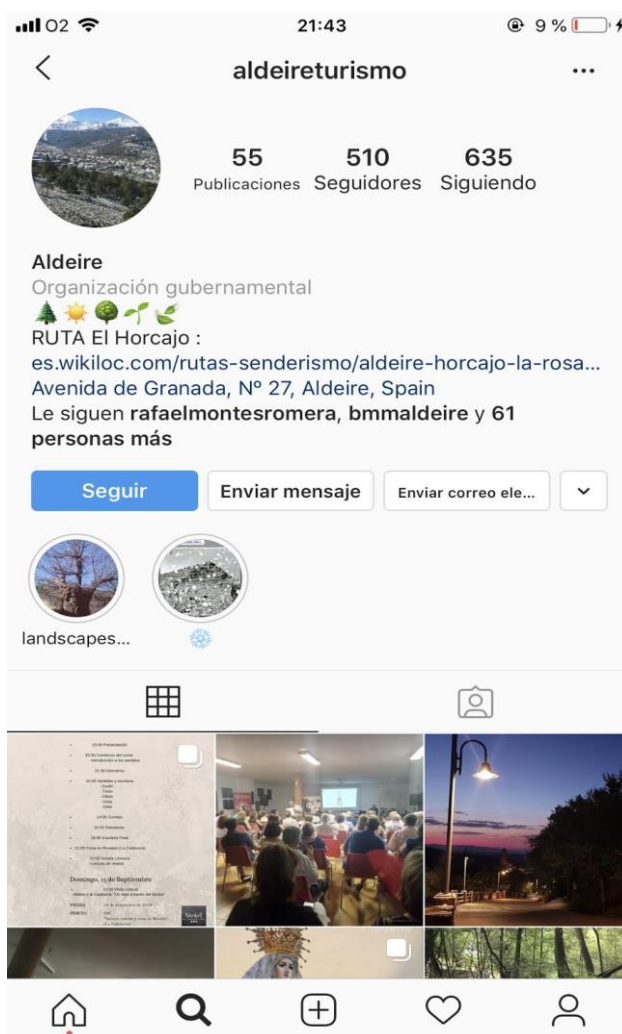 O2 21:43 9 %
aldeireturismo
55 510 635
Publicaciones Seguidores Siguiendo
Aldeire
Organización gubernamental
RUTA El Horcajo :
es.wikiloc.com/rutas-senderismo/aldeire-horcajo-la-rosa...
Avenida de Granada, Nº 27, Aldeire, Spain
Le siguen rafaelmontesromera, bmmaldeire y 61
personas más
Seguir Enviar mensaje Enviar correo ele...
landscapes...
Domingo, 15 de Septiembre